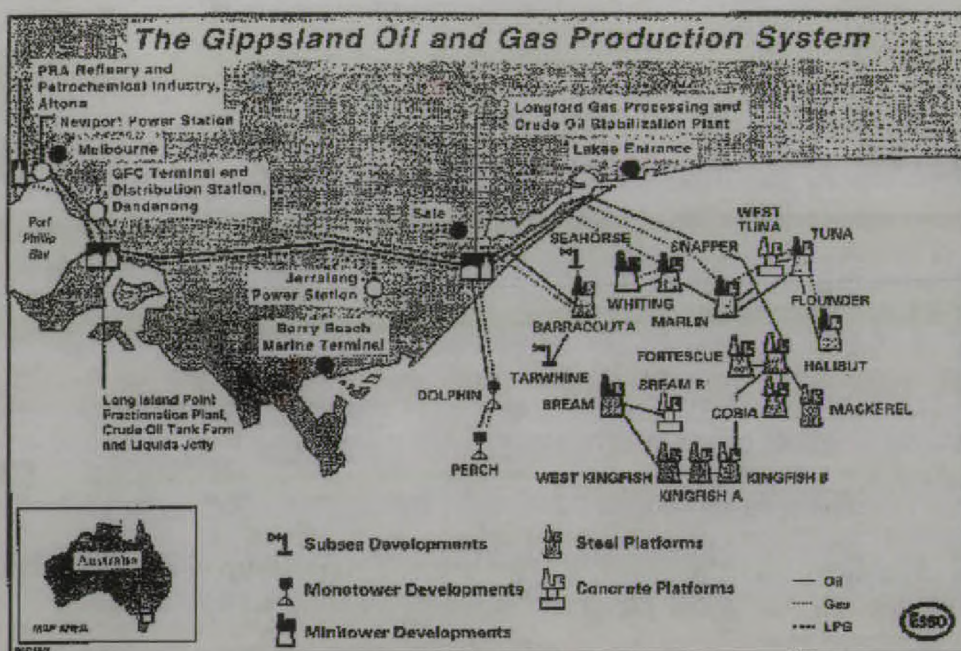 The Gippsland Oil and Gas Production System
PRA Refinery and
Petrochemical Industry,
Altona
Newport Power Station
Melbourne
GFC Terminal and
Distribution Station,
Dandenong
Port
Phillip
Bay
Longford Gas Processing and
Crude Oil Stabilization Plant
Lakes Entrance
Sale
Jerralang
Power Station
Barry Beach
Marine Terminal
Long Island Point
Fractionation Plant,
Crude Oil Tank Farm
and Liquids Jetty
SEAHORSE
SNAPPER
WEST
TUNA
TUNA
WHITING
MARLIN
FLOUNDER
BARRACOUTA
TARWHINE
FORTESCUE
HALIBUT
DOLPHIN
BREAM
BREAM B
COBIA
MACKEREL
PERCH
WEST KINGFISH
KINGFISH A
KINGFISH B
Australia
MAP AREA
Subsea Developments
Monotower Developments
Minitower Developments
Steel Platforms
Concrete Platforms
Oil
Gas
LPG
Esso